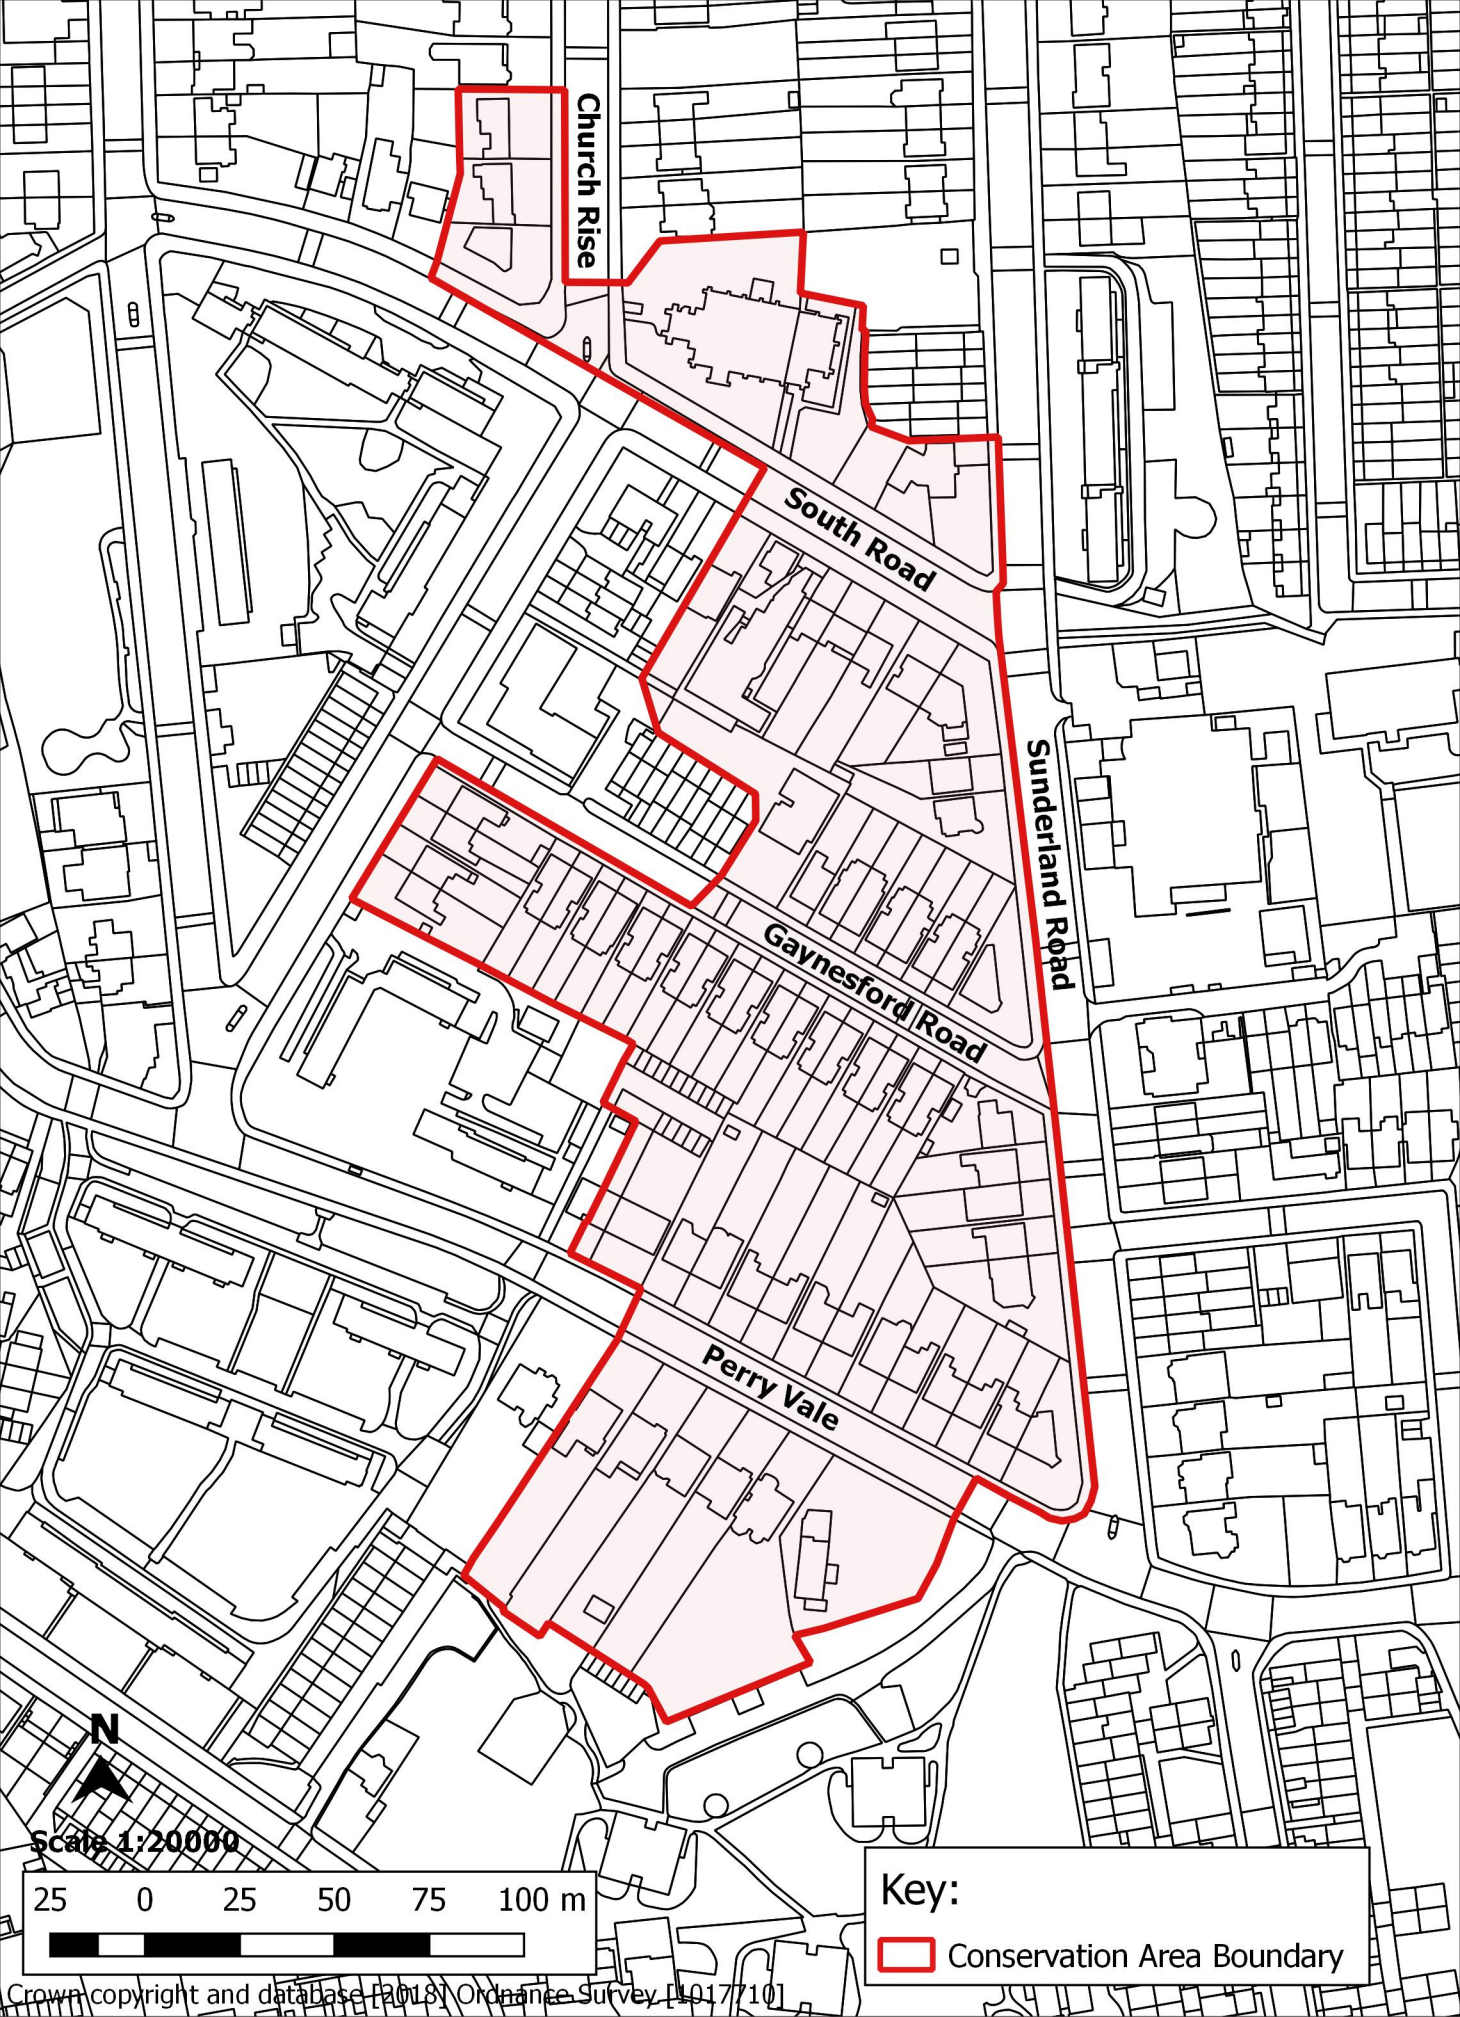 Church Rise
South Road
Sunderland Road
Gaynesford Road
Perry Vale
N
Scale 1:20000
25 0 25 50 75 100 m
Key:
Conservation Area Boundary
Crown copyright and database [2018] Ordnance Survey [1017710]